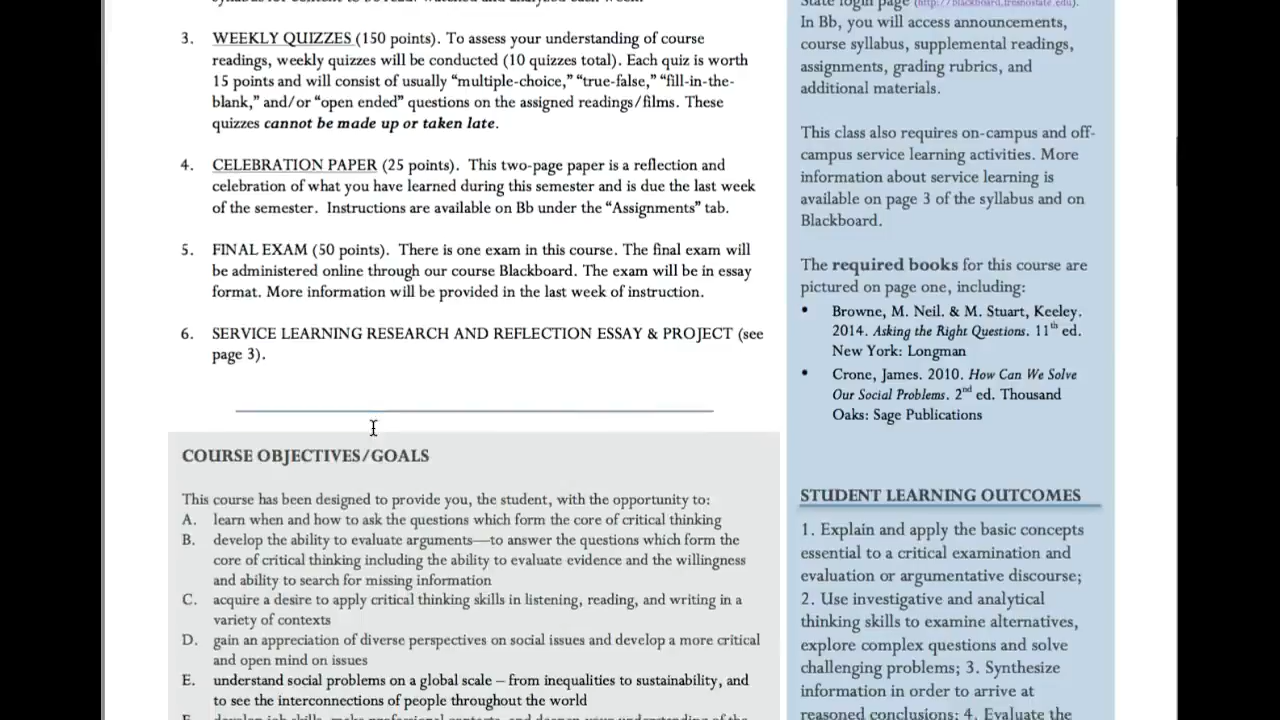 3. WEEKLY QUIZZES (150 points). To assess your understanding of course
readings, weekly quizzes will be conducted (10 quizzes total). Each quiz is worth
15 points and will consist of usually “multiple-choice,” “true-false,” “fill-in-the-
blank,” and/or “open ended” questions on the assigned readings/films. These
quizzes cannot be made up or taken late.
4. CELEBRATION PAPER (25 points). This two-page paper is a reflection and
celebration of what you have learned during this semester and is due the last week
of the semester. Instructions are available on Bb under the “Assignments” tab.
5. FINAL EXAM (50 points). There is one exam in this course. The final exam will
be administered online through our course Blackboard. The exam will be in essay
format. More information will be provided in the last week of instruction.
6. SERVICE LEARNING RESEARCH AND REFLECTION ESSAY & PROJECT (see
page 3).
COURSE OBJECTIVES/GOALS
This course has been designed to provide you, the student, with the opportunity to:
A. learn when and how to ask the questions which form the core of critical thinking
B. develop the ability to evaluate arguments—to answer the questions which form the
core of critical thinking including the ability to evaluate evidence and the willingness
and ability to search for missing information
C. acquire a desire to apply critical thinking skills in listening, reading, and writing in a
variety of contexts
D. gain an appreciation of diverse perspectives on social issues and develop a more critical
and open mind on issues
E. understand social problems on a global scale – from inequalities to sustainability, and
to see the interconnections of people throughout the world
State login page (http://blackboard.fresnostate.edu).
In Bb, you will access announcements,
course syllabus, supplemental readings,
assignments, grading rubrics, and
additional materials.
This class also requires on-campus and off-
campus service learning activities. More
information about service learning is
available on page 3 of the syllabus and on
Blackboard.
The required books for this course are
pictured on page one, including:
• Browne, M. Neil. & M. Stuart, Keeley.
2014. Asking the Right Questions. 11th ed.
New York: Longman
• Crone, James. 2010. How Can We Solve
Our Social Problems. 2nd ed. Thousand
Oaks: Sage Publications
STUDENT LEARNING OUTCOMES
1. Explain and apply the basic concepts
essential to a critical examination and
evaluation or argumentative discourse;
2. Use investigative and analytical
thinking skills to examine alternatives,
explore complex questions and solve
challenging problems; 3. Synthesize
information in order to arrive at
reasoned conclusions; 4. Evaluate the